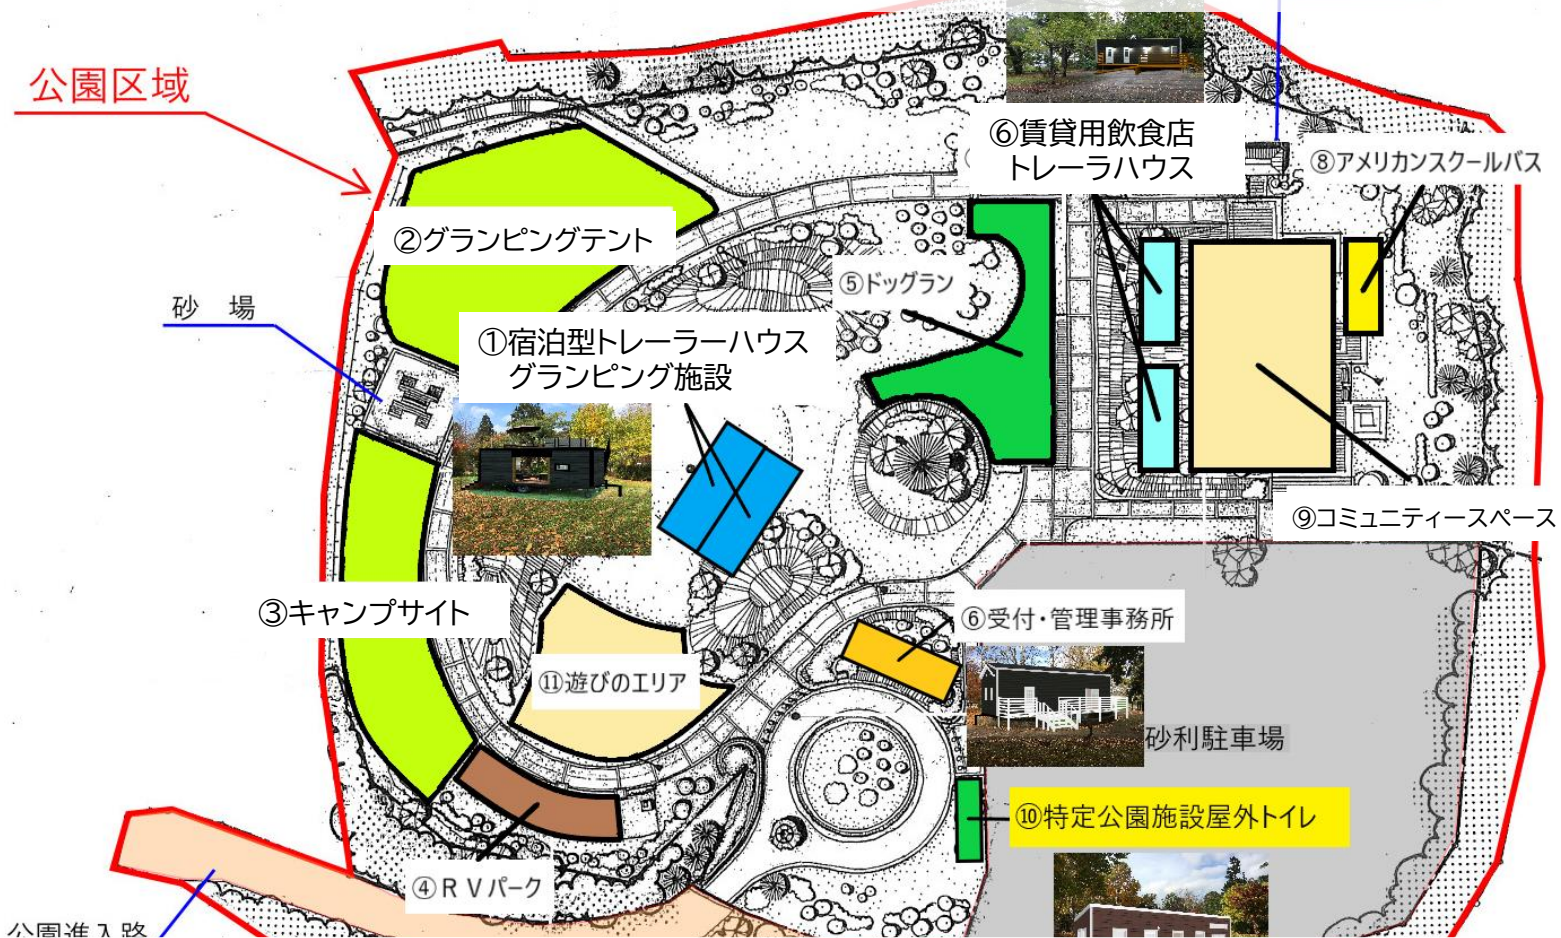 公園区域
⑥賃貸用飲食店
トレーラハウス
⑧アメリカンスクールバス
②グランピングテント
⑤ドッグラン
砂　場
①宿泊型トレーラーハウス
グランピング施設
⑨コミュニティースペース
③キャンプサイト
⑥受付・管理事務所
⑪遊びのエリア
砂利駐車場
⑩特定公園施設屋外トイレ
④ＲＶパーク
公園進入路